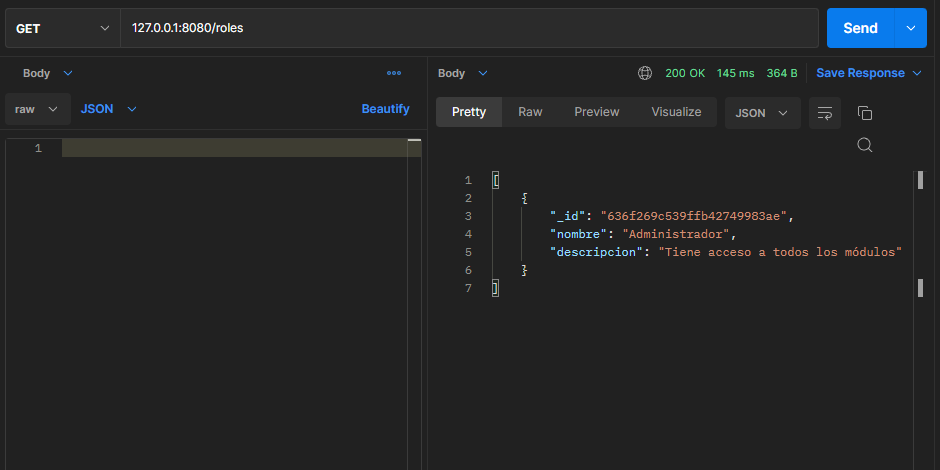 GET 127.0.0.1:8080/roles Send
Body
raw JSON Beautify
1
Body 200 OK 145 ms 364 B Save Response
Pretty Raw Preview Visualize JSON
1 [
2 {
3 "_id": "636f269c539ffb42749983ae",
4 "nombre": "Administrador",
5 "descripcion": "Tiene acceso a todos los módulos"
6 }
7 ]